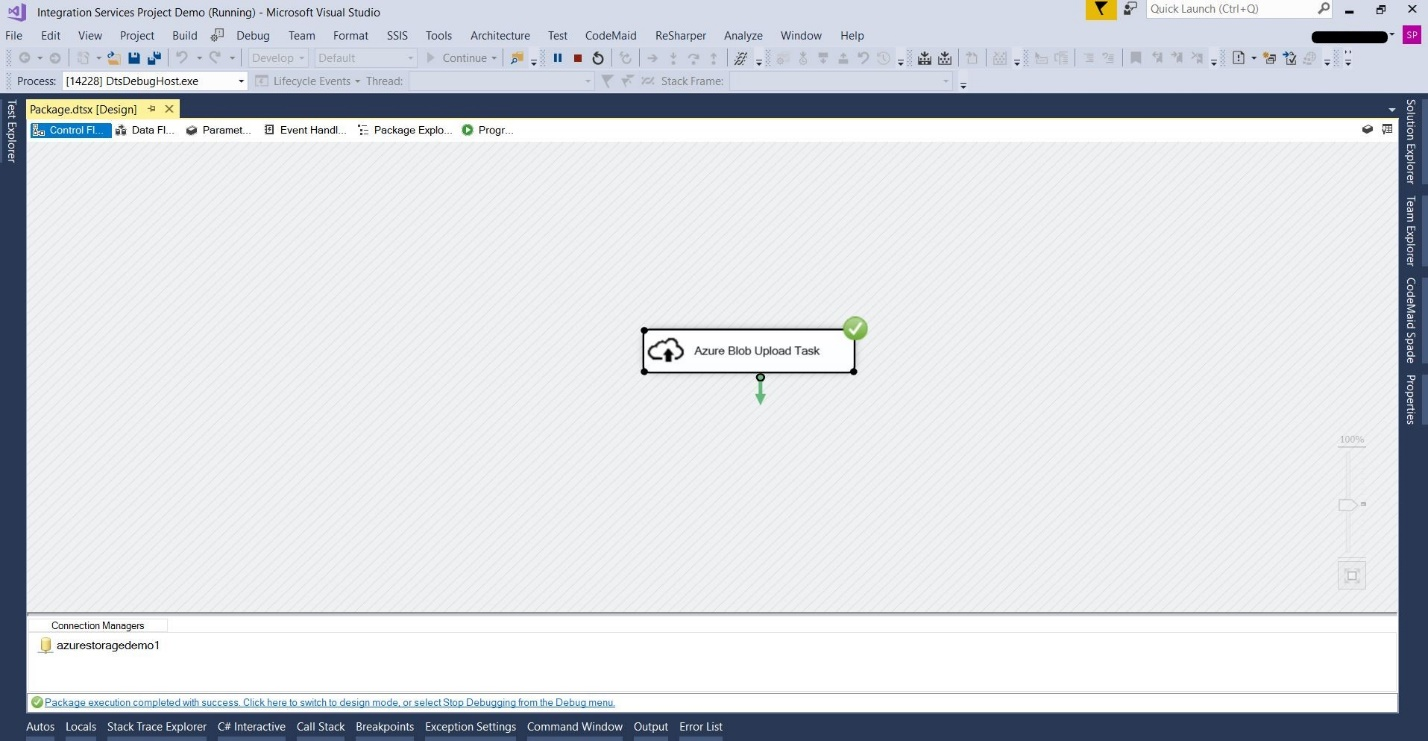 Integration Services Project Demo (Running) - Microsoft Visual Studio
Quick Launch (Ctrl+Q)
File Edit View Project Build Debug Team Format SSIS Tools Architecture Test CodeMaid ReSharper Analyze Window Help
SP
Develop Default Continue
Process: [14228] DtsDebugHost.exe Lifecycle Events Thread: Stack Frame:
Package.dtsx [Design]
Control Fl... Data Fl... Paramet... Event Handl... Package Explo... Progr...
Test Explorer
Azure Blob Upload Task
100%
Solution Explorer
Team Explorer
CodeMaid Spade
Properties
Connection Managers
azurestoragedemo1
Package execution completed with success. Click here to switch to design mode, or select Stop Debugging from the Debug menu.
Autos Locals Stack Trace Explorer C# Interactive Call Stack Breakpoints Exception Settings Command Window Output Error List